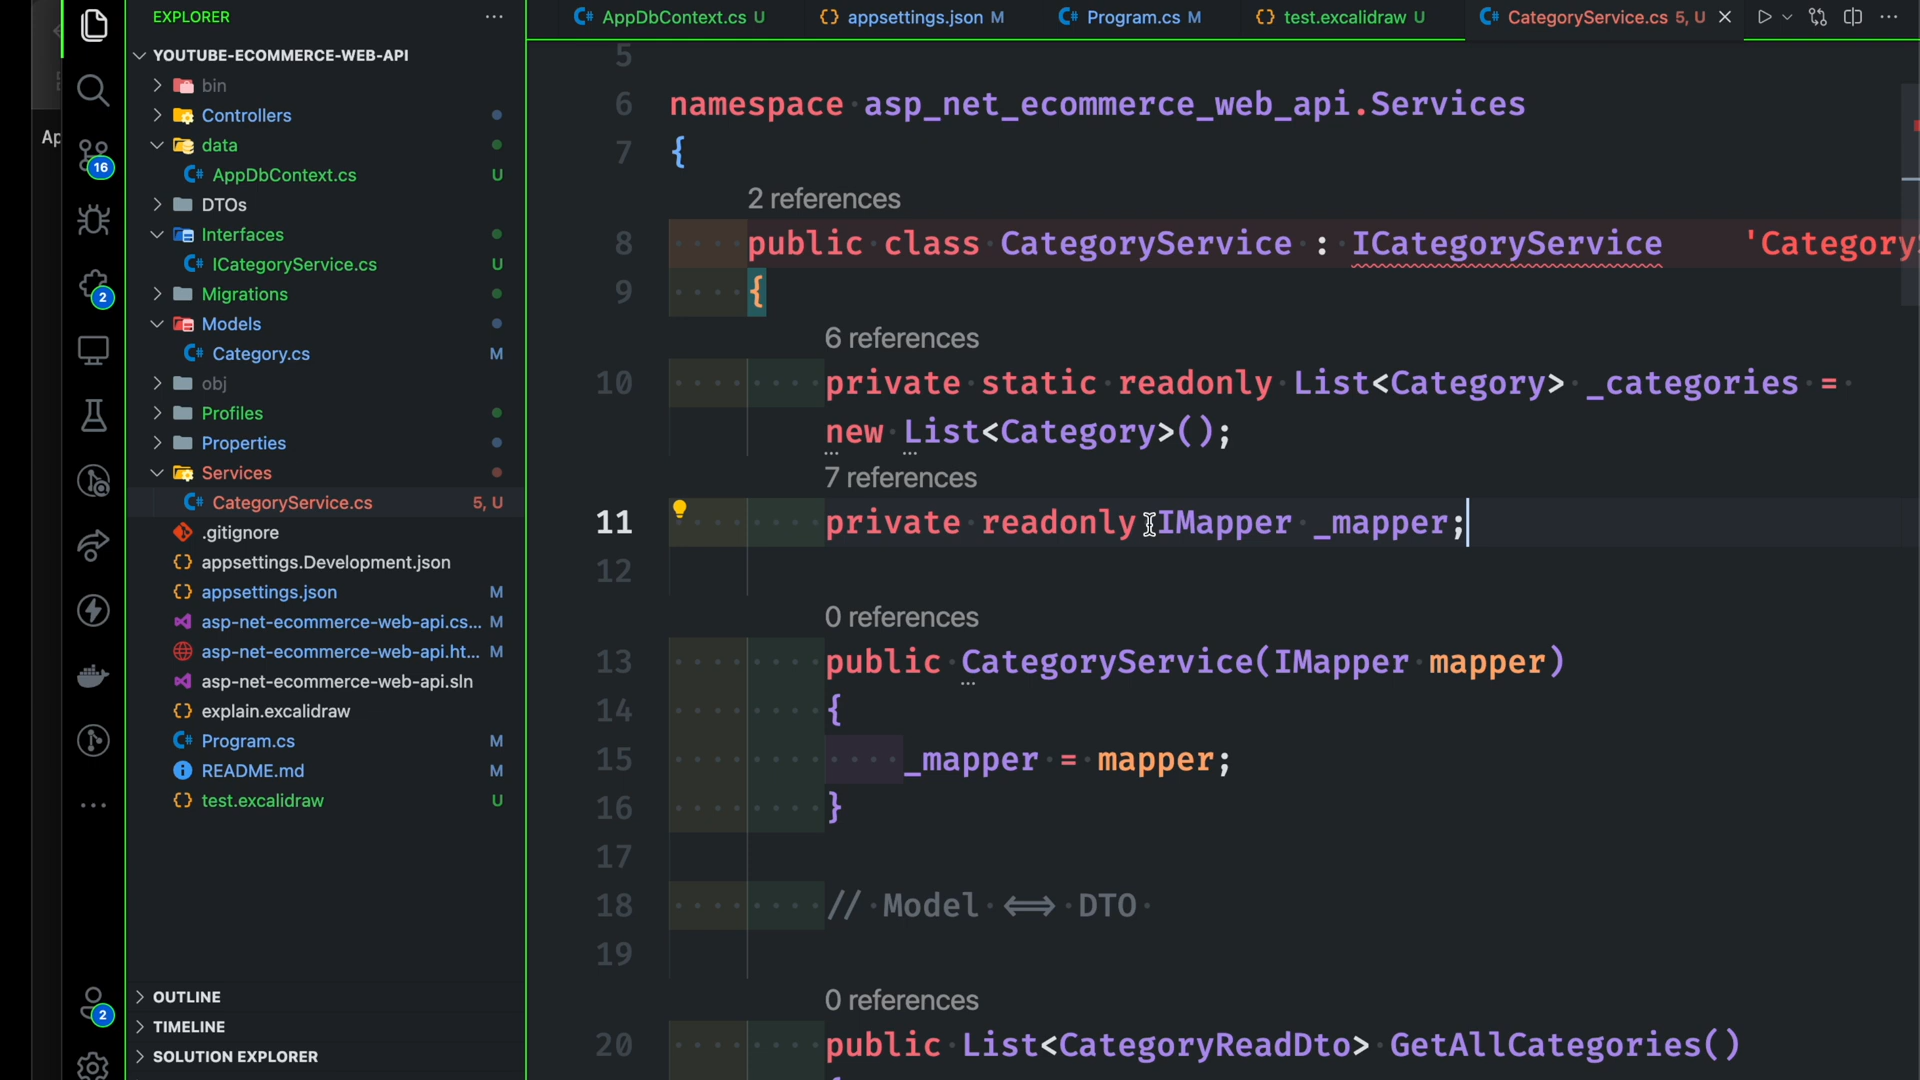 EXPLORER
AppDbContext.cs U
appsettings.json M
Program.cs M
test.excalidraw U
CategoryService.cs 5, U
YOUTUBE-ECOMMERCE-WEB-API
bin
Controllers
data
AppDbContext.cs U
DTOs
Interfaces
ICategoryService.cs U
Migrations
Models
Category.cs M
obj
Profiles
Properties
Services
CategoryService.cs 5, U
.gitignore
appsettings.Development.json
appsettings.json M
asp-net-ecommerce-web-api.cs... M
asp-net-ecommerce-web-api.ht... M
asp-net-ecommerce-web-api.sln
explain.excalidraw
Program.cs M
README.md M
test.excalidraw U
OUTLINE
TIMELINE
SOLUTION EXPLORER
16
2
2
Ap
5
6 namespace asp_net_ecommerce_web_api.Services
7 {
2 references
8 public class CategoryService : ICategoryService 'Category
9 {
6 references
10 private static readonly List<Category> _categories =
new List<Category>();
7 references
11 private readonly IMapper _mapper;
12
0 references
13 public CategoryService(IMapper mapper)
14 {
15 _mapper = mapper;
16 }
17
18 // Model <=> DTO
19
0 references
20 public List<CategoryReadDto> GetAllCategories()